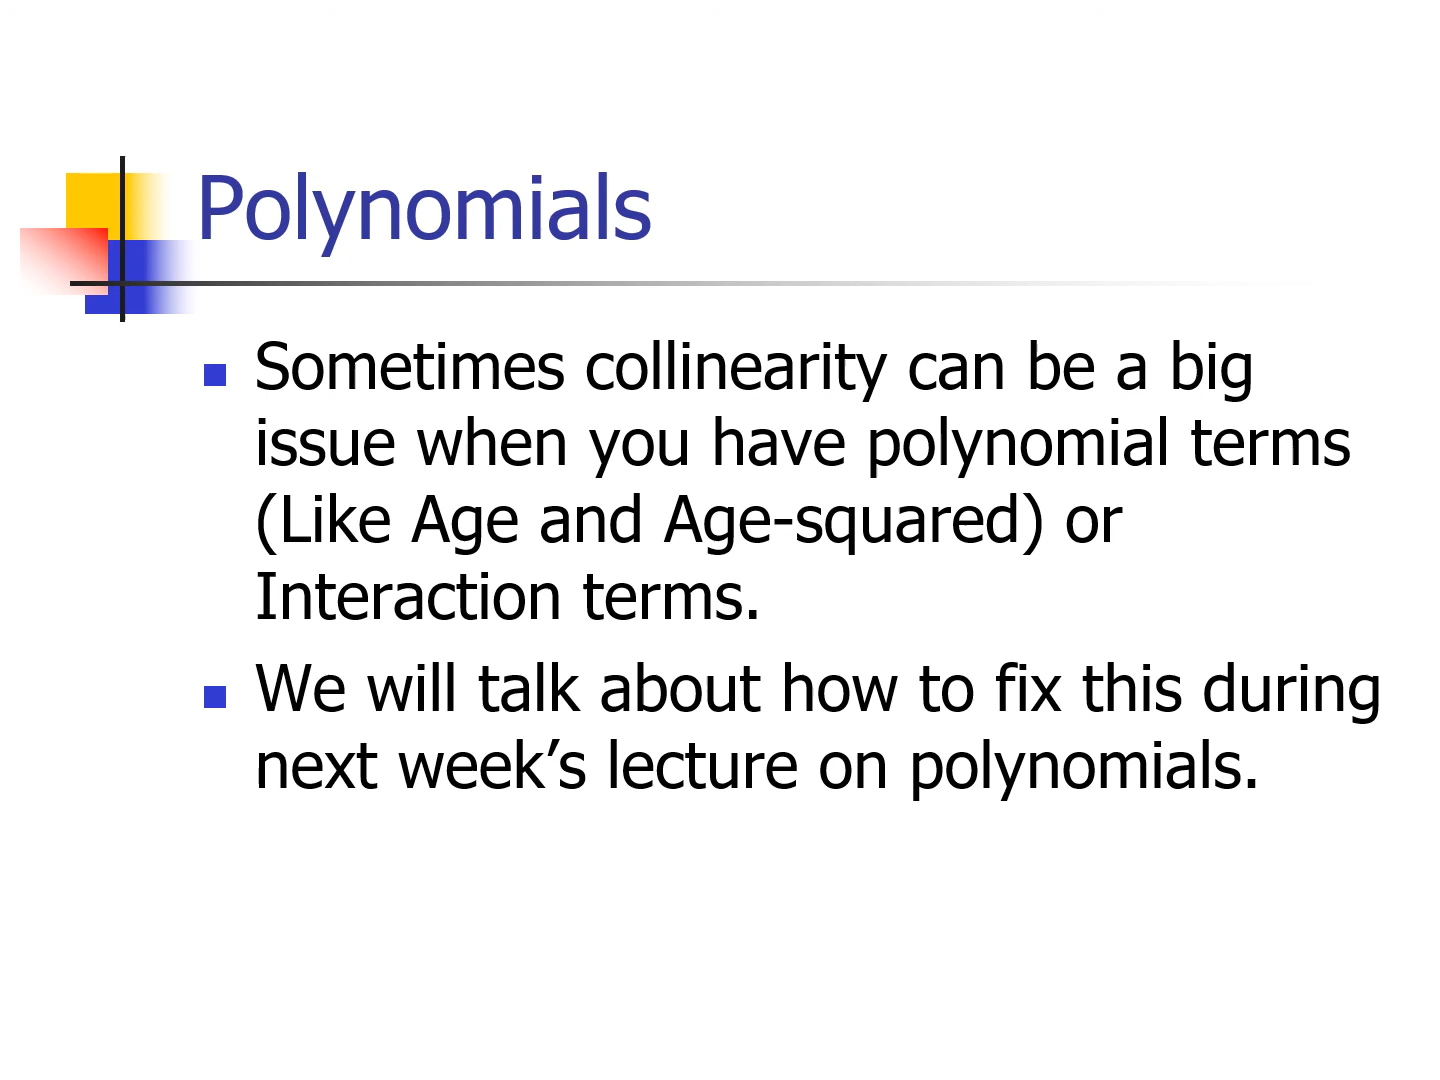 Polynomials
Sometimes collinearity can be a big
issue when you have polynomial terms
(Like Age and Age-squared) or
Interaction terms.
We will talk about how to fix this during
next week’s lecture on polynomials.